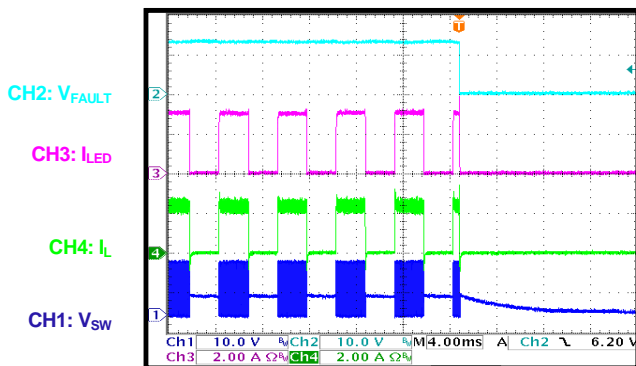 T
CH2: VFAULT
2
CH3: ILED
3
CH4: IL
4
CH1: VSW
1
Ch1 10.0 V BW Ch2 10.0 V BW M 4.00ms A Ch2 6.20 V
Ch3 2.00 A Ω BW Ch4 2.00 A Ω BW